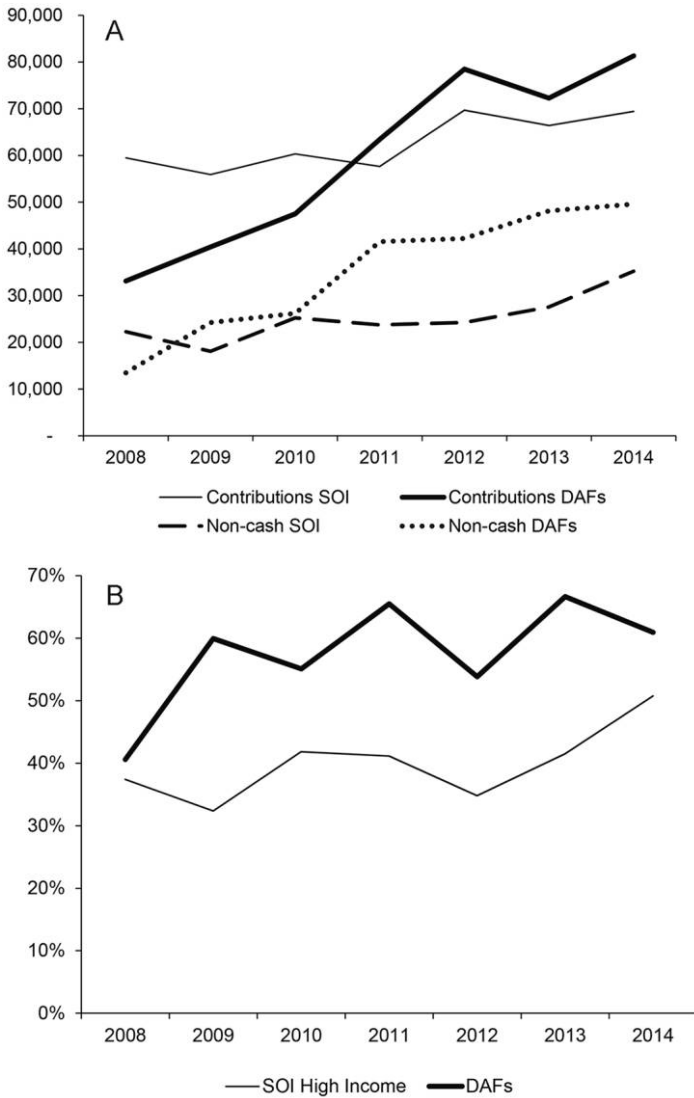 90,000
A
80,000
70,000
60,000
50,000
40,000
30,000
20,000
10,000
-
2008 2009 2010 2011 2012 2013 2014
Contributions SOI Contributions DAFs
Non-cash SOI Non-cash DAFs
70%
B
60%
50%
40%
30%
20%
10%
0%
2008 2009 2010 2011 2012 2013 2014
SOI High Income DAFs